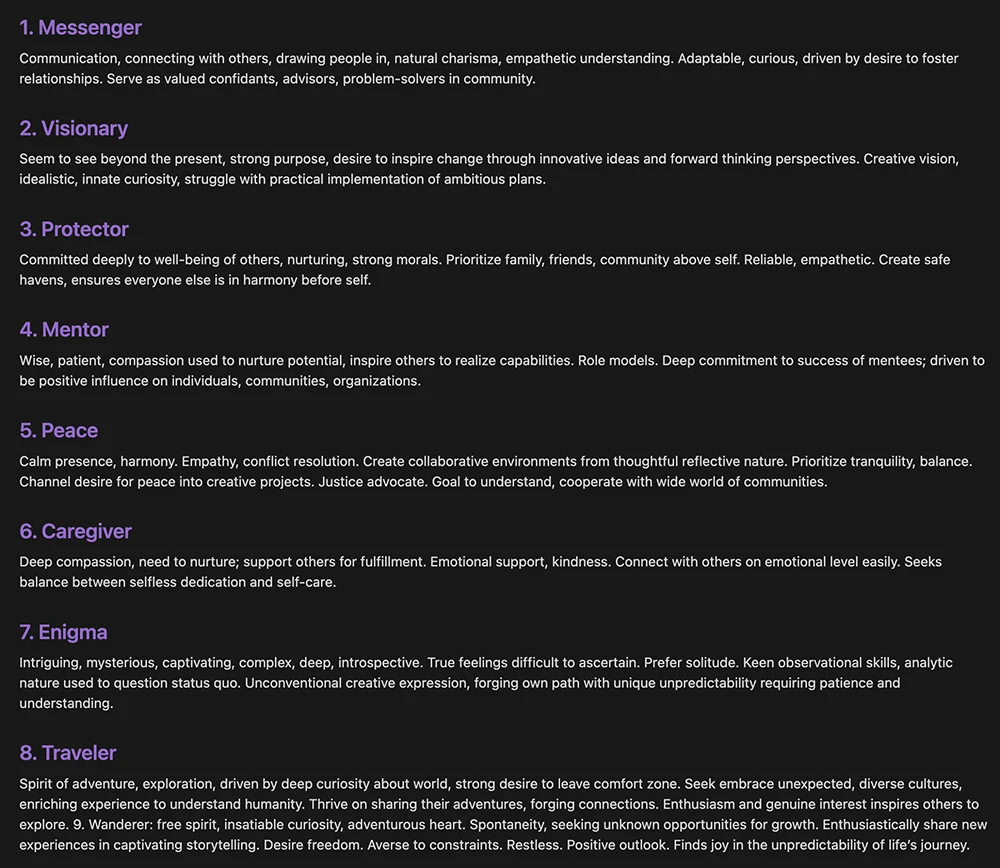 1. Messenger
Communication, connecting with others, drawing people in, natural charisma, empathetic understanding. Adaptable, curious, driven by desire to foster
relationships. Serve as valued confidants, advisors, problem-solvers in community.
2. Visionary
Seem to see beyond the present, strong purpose, desire to inspire change through innovative ideas and forward thinking perspectives. Creative vision,
idealistic, innate curiosity, struggle with practical implementation of ambitious plans.
3. Protector
Committed deeply to well-being of others, nurturing, strong morals. Prioritize family, friends, community above self. Reliable, empathetic. Create safe
havens, ensures everyone else is in harmony before self.
4. Mentor
Wise, patient, compassion used to nurture potential, inspire others to realize capabilities. Role models. Deep commitment to success of mentees; driven to
be positive influence on individuals, communities, organizations.
5. Peace
Calm presence, harmony. Empathy, conflict resolution. Create collaborative environments from thoughtful reflective nature. Prioritize tranquility, balance.
Channel desire for peace into creative projects. Justice advocate. Goal to understand, cooperate with wide world of communities.
6. Caregiver
Deep compassion, need to nurture; support others for fulfillment. Emotional support, kindness. Connect with others on emotional level easily. Seeks
balance between selfless dedication and self-care.
7. Enigma
Intriguing, mysterious, captivating, complex, deep, introspective. True feelings difficult to ascertain. Prefer solitude. Keen observational skills, analytic
nature used to question status quo. Unconventional creative expression, forging own path with unique unpredictability requiring patience and
understanding.
8. Traveler
Spirit of adventure, exploration, driven by deep curiosity about world, strong desire to leave comfort zone. Seek embrace unexpected, diverse cultures,
enriching experience to understand humanity. Thrive on sharing their adventures, forging connections. Enthusiasm and genuine interest inspires others to
explore. 9. Wanderer: free spirit, insatiable curiosity, adventurous heart. Spontaneity, seeking unknown opportunities for growth. Enthusiastically share new
experiences in captivating storytelling. Desire freedom. Averse to constraints. Restless. Positive outlook. Finds joy in the unpredictability of life’s journey.